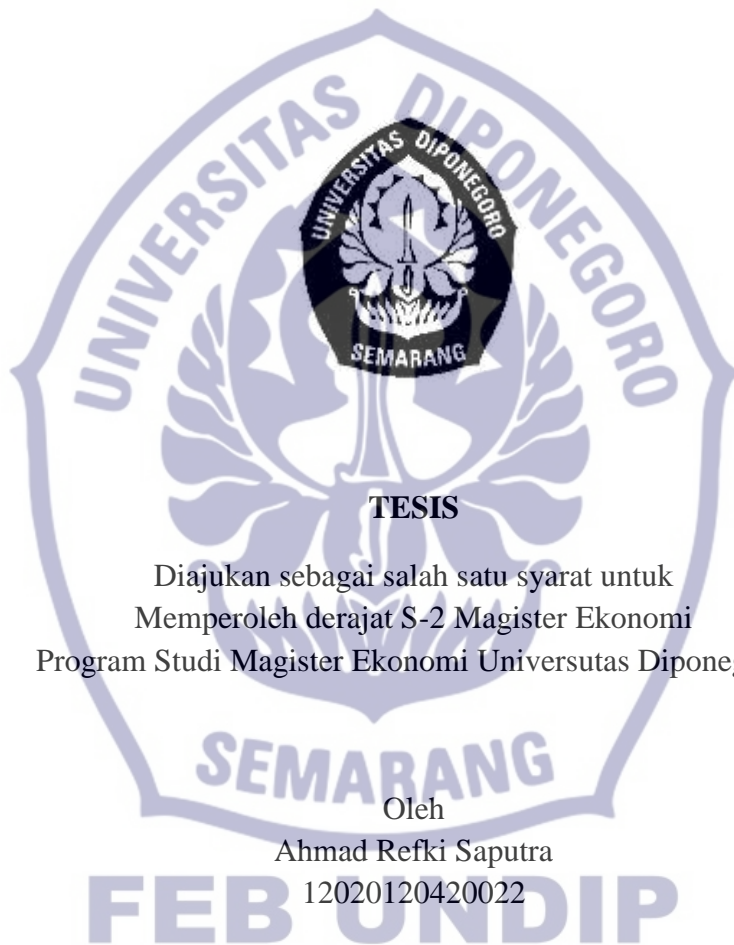 UNIVERSITAS DIPONEGORO
SEMARANG
UNIVERSITAS DIPONEGORO
SEMARANG
TESIS
Diajukan sebagai salah satu syarat untuk
Memperoleh derajat S-2 Magister Ekonomi
Program Studi Magister Ekonomi Universutas Dipone
Oleh
Ahmad Refki Saputra
12020120420022
FEB UNDIP